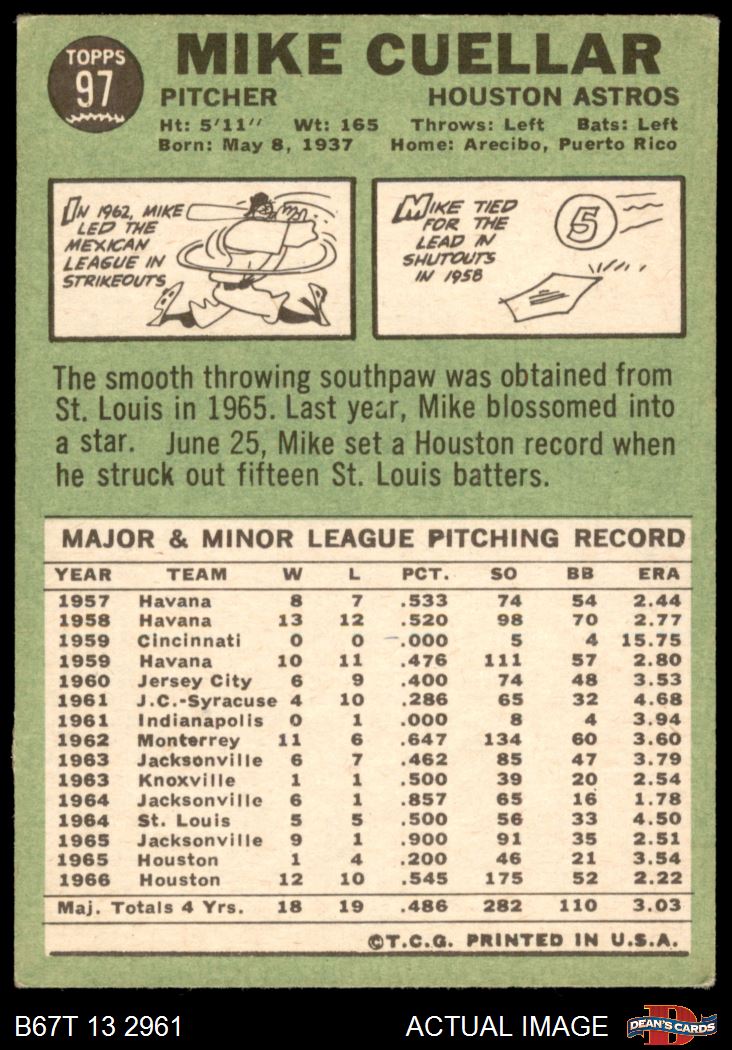 TOPPS
97
MIKE CUELLAR
PITCHER HOUSTON ASTROS
Ht: 5'11" Wt: 165 Throws: Left Bats: Left
Born: May 8, 1937 Home: Arecibo, Puerto Rico
IN 1962, MIKE
LED THE
MEXICAN
LEAGUE IN
STRIKEOUTS
MIKE TIED
FOR THE
LEAD IN
SHUTOUTS
IN 1958
5
The smooth throwing southpaw was obtained from
St. Louis in 1965. Last year, Mike blossomed into
a star. June 25, Mike set a Houston record when
he struck out fifteen St. Louis batters.
MAJOR & MINOR LEAGUE PITCHING RECORD
YEAR TEAM W L PCT. SO BB ERA
1957 Havana 8 7 .533 74 54 2.44
1958 Havana 13 12 .520 98 70 2.77
1959 Cincinnati 0 0 .000 5 4 15.75
1959 Havana 10 11 .476 111 57 2.80
1960 Jersey City 6 9 .400 74 48 3.53
1961 J.C.-Syracuse 4 10 .286 65 32 4.68
1961 Indianapolis 0 1 .000 8 4 3.94
1962 Monterrey 11 6 .647 134 60 3.60
1963 Jacksonville 6 7 .462 85 47 3.79
1963 Knoxville 1 1 .500 39 20 2.54
1964 Jacksonville 6 1 .857 65 16 1.78
1964 St. Louis 5 5 .500 56 33 4.50
1965 Jacksonville 9 1 .900 91 35 2.51
1965 Houston 1 4 .200 46 21 3.54
1966 Houston 12 10 .545 175 52 2.22
Maj. Totals 4 Yrs. 18 19 .486 282 110 3.03
©T.C.G. PRINTED IN U.S.A.
B67T 13 2961 ACTUAL IMAGE
D
DEAN'S CARDS